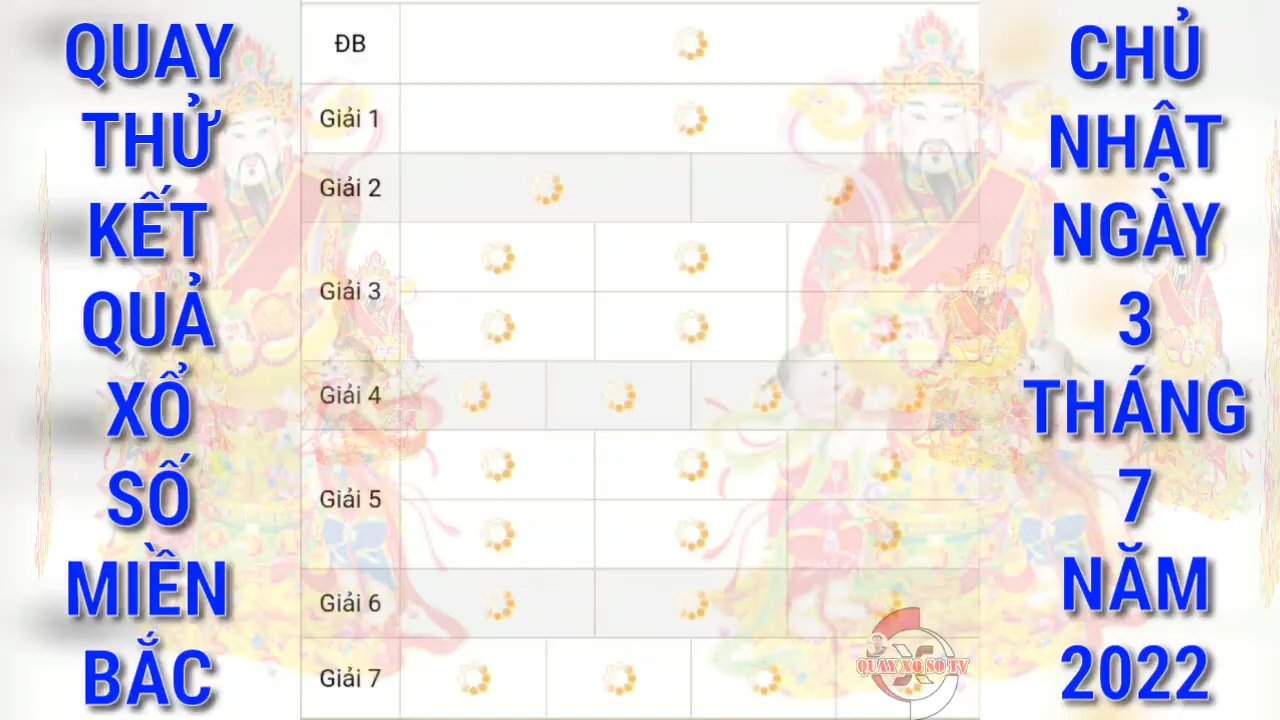 QUAY
THỬ
KẾT
QUẢ
XỔ
SỐ
MIỀN
BẮC
ĐB
Giải 1
Giải 2
Giải 3
Giải 4
Giải 5
Giải 6
Giải 7
CHỦ
NHẬT
NGÀY
3
THÁNG
7
NĂM
2022
QUAY XO SO TV